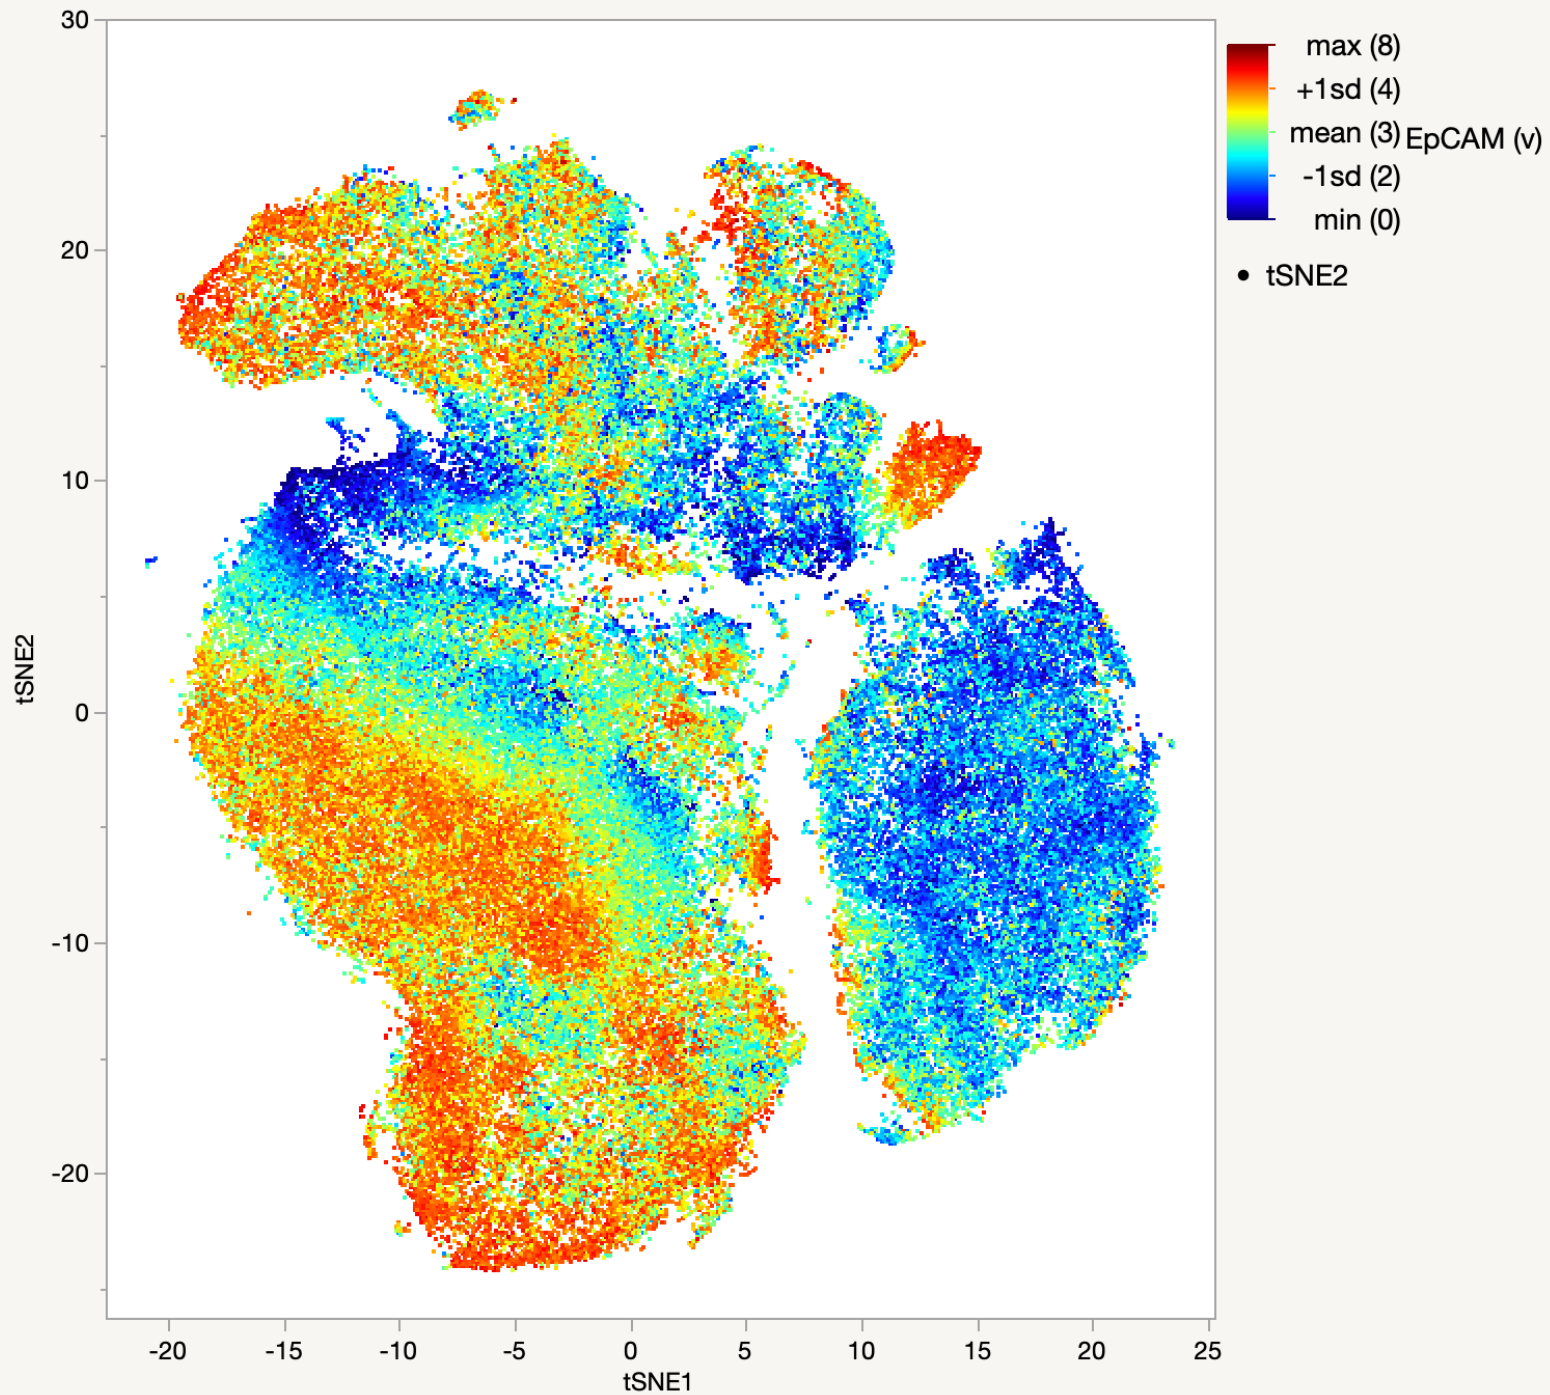 30
20
10
0
-10
-20
tSNE2
-20 -15 -10 -5 0 5 10 15 20 25
tSNE1
max (8)
+1sd (4)
mean (3) EpCAM (v)
-1sd (2)
min (0)
tSNE2